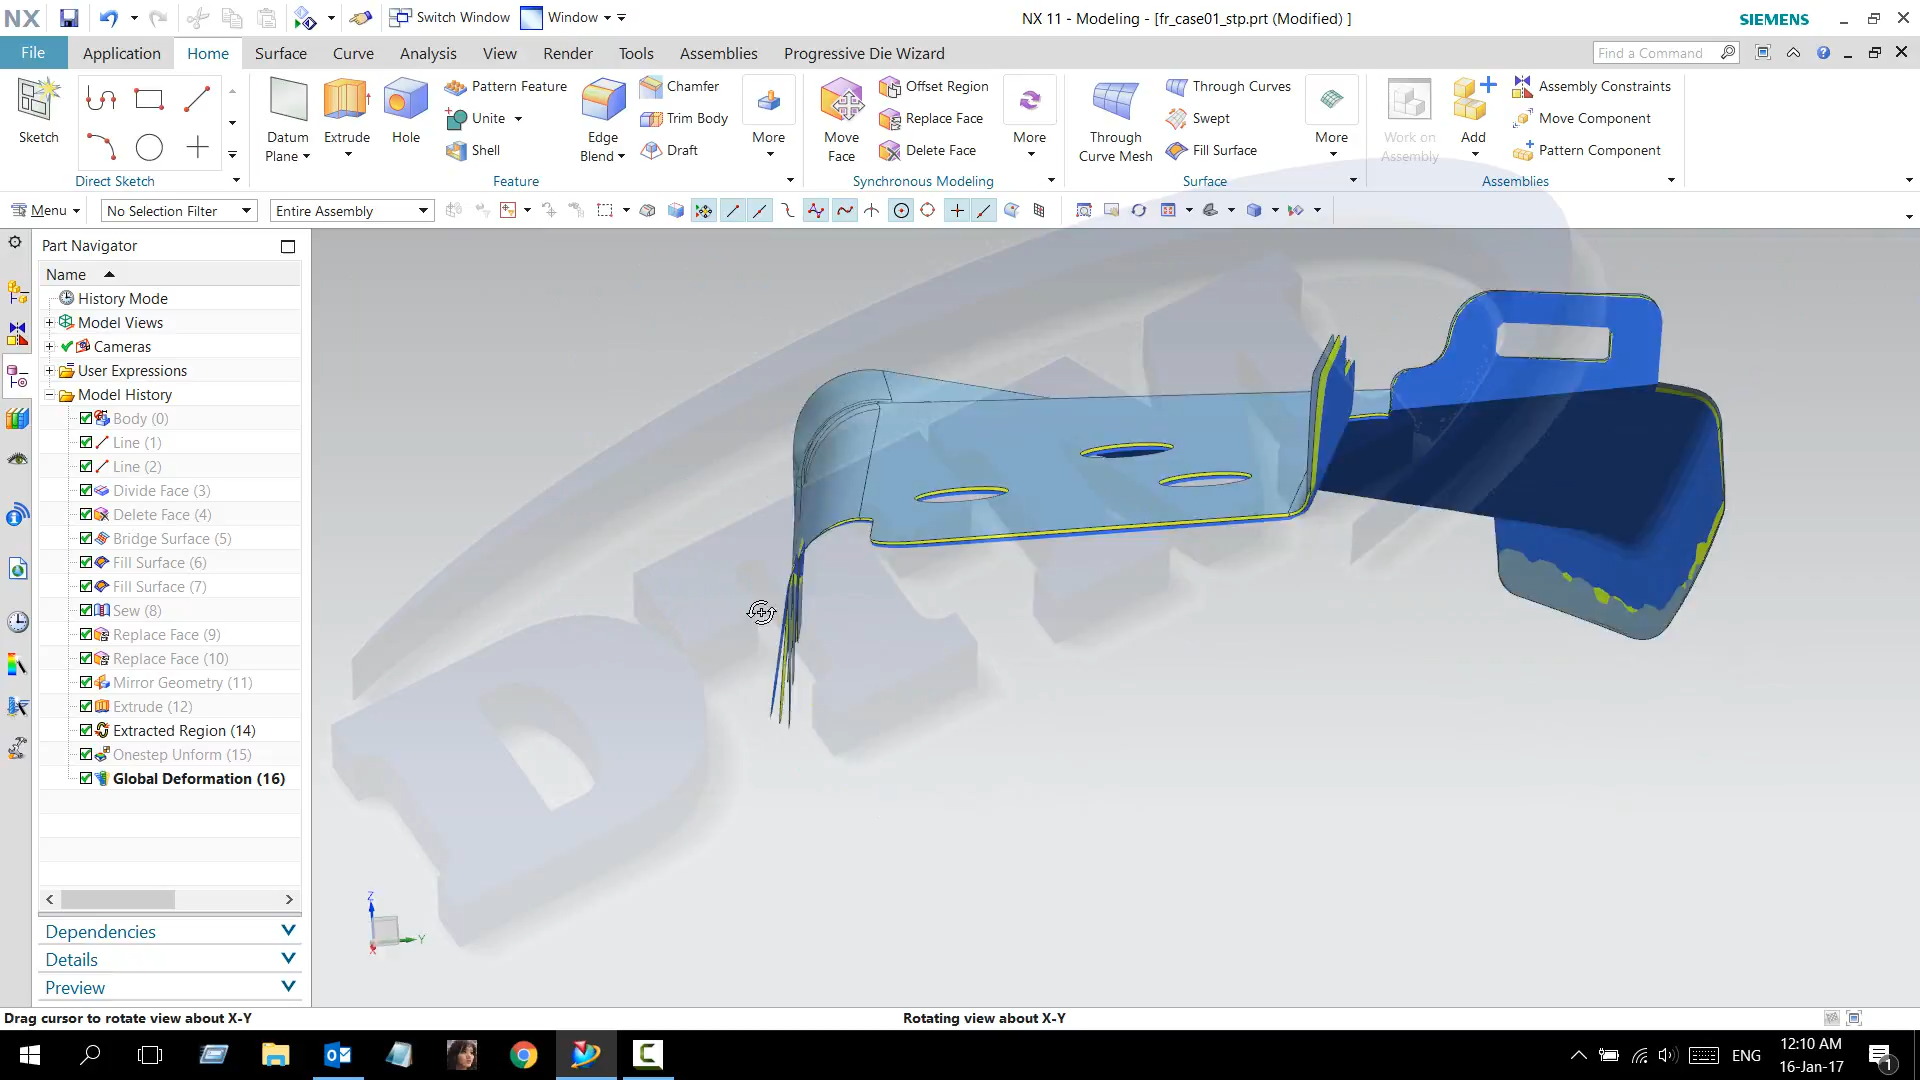 NX
Switch Window
Window
NX 11 - Modeling - [fr_case01_stp.prt (Modified) ]
SIEMENS
File
Application
Home
Surface
Curve
Analysis
View
Render
Tools
Assemblies
Progressive Die Wizard
Find a Command
Sketch
Direct Sketch
Datum
Plane
Extrude
Hole
Pattern Feature
Unite
Shell
Edge
Blend
Chamfer
Trim Body
Draft
More
Feature
Move
Face
Offset Region
Replace Face
Delete Face
More
Synchronous Modeling
Through
Curve Mesh
Through Curves
Swept
Fill Surface
More
Surface
Work on
Assembly
Add
Assembly Constraints
Move Component
Pattern Component
Assemblies
Menu
No Selection Filter
Entire Assembly
Part Navigator
Name
History Mode
Model Views
Cameras
User Expressions
Model History
Body (0)
Line (1)
Line (2)
Divide Face (3)
Delete Face (4)
Bridge Surface (5)
Fill Surface (6)
Fill Surface (7)
Sew (8)
Replace Face (9)
Replace Face (10)
Mirror Geometry (11)
Extrude (12)
Extracted Region (14)
Onestep Unform (15)
Global Deformation (16)
Dependencies
Details
Preview
Z
Y
X
Drag cursor to rotate view about X-Y
Rotating view about X-Y
ENG
12:10 AM
16-Jan-17
1